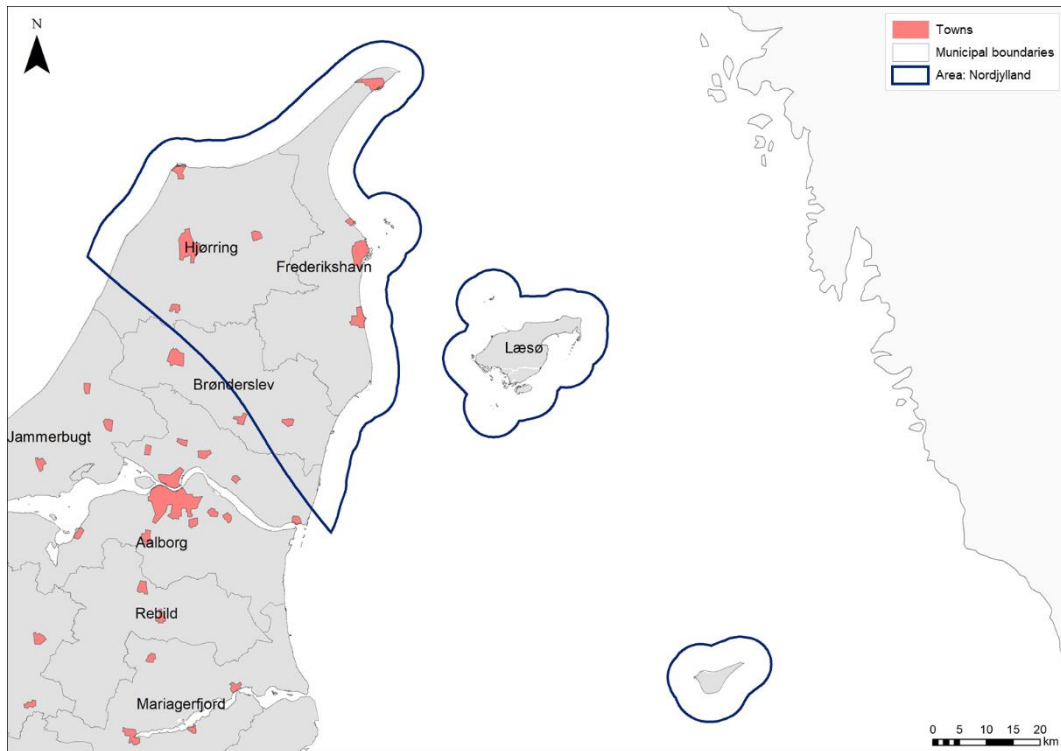 N
Towns
Municipal boundaries
Area: Nordjylland
Hjørring
Frederikshavn
Læsø
Brønderslev
Jammerbugt
Aalborg
Rebild
Mariagerfjord
0 5 10 15 20
km